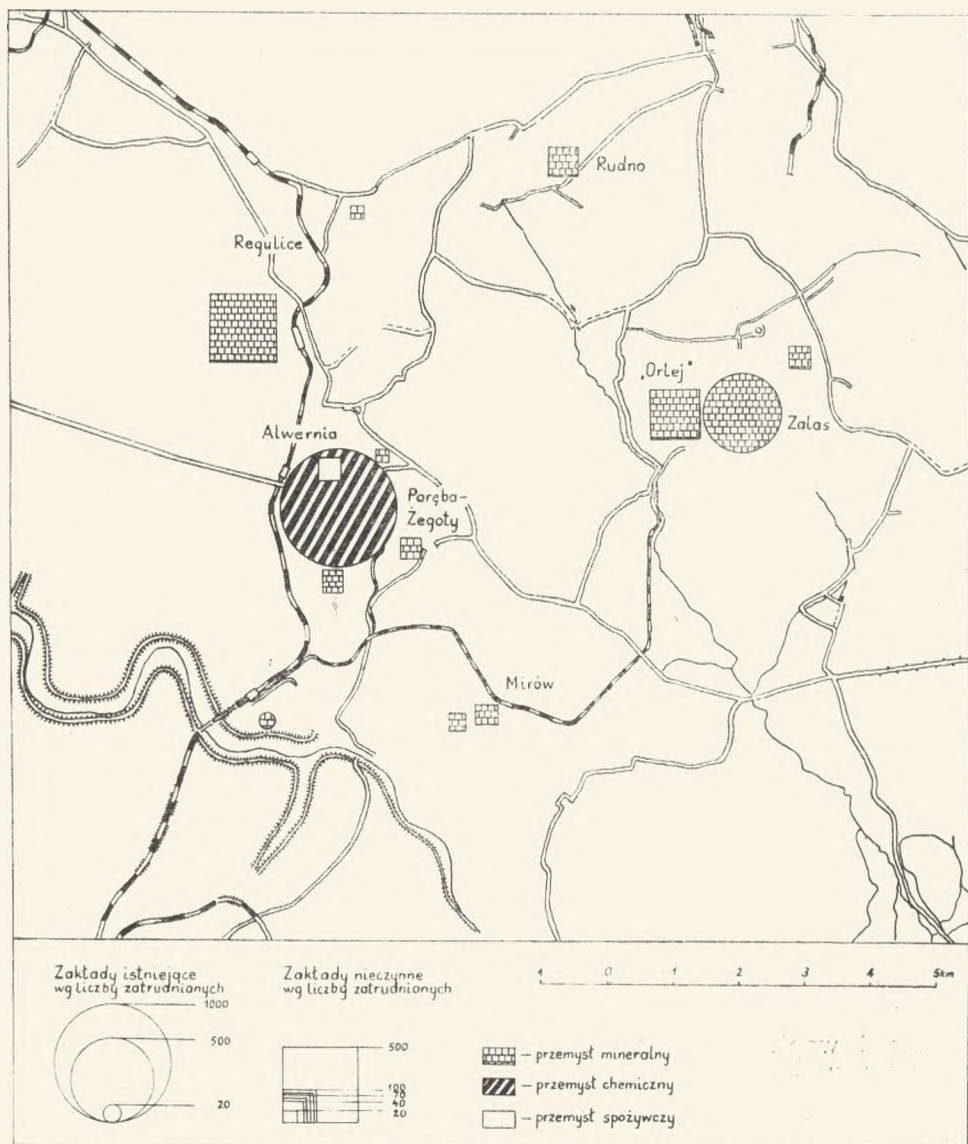 Rudno
Regulice
„Orlej"
Zalas
Alwernia
Poręba-
Żegoty
Mirów
Zakłady istniejące
wg liczby zatrudnionych
1000
500
20
Zakłady nieczynne
wg liczby zatrudnionych
500
100
70
40
20
1 0 1 2 3 4 5km
– przemysł mineralny
– przemysł chemiczny
– przemysł spożywczy